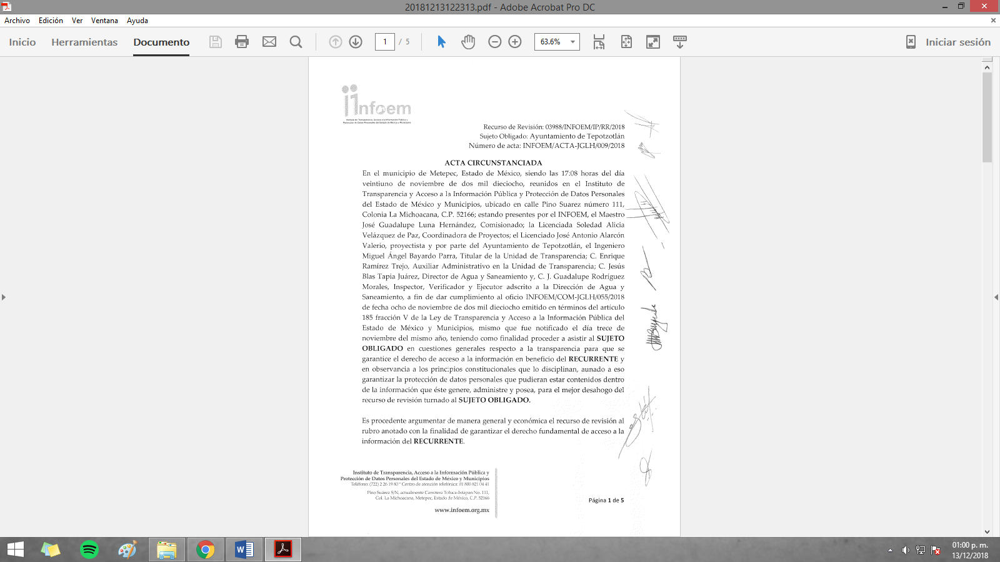 20181213122313.pdf - Adobe Acrobat Pro DC
Archivo Edición Ver Ventana Ayuda
Inicio Herramientas Documento 1 / 5 63.6% Iniciar sesión
infoem
Instituto de Transparencia, Acceso a la Información Pública y
Protección de Datos Personales del Estado de México y Municipios
Recurso de Revisión: 03988/INFOEM/IP/RR/2018
Sujeto Obligado: Ayuntamiento de Tepotzotlán
Número de acta: INFOEM/ACTA-JGLH/009/2018
ACTA CIRCUNSTANCIADA
En el municipio de Metepec, Estado de México, siendo las 17:08 horas del día
veintiuno de noviembre de dos mil dieciocho, reunidos en el Instituto de
Transparencia y Acceso a la Información Pública y Protección de Datos Personales
del Estado de México y Municipios, ubicado en calle Pino Suarez número 111,
Colonia La Michoacana, C.P. 52166; estando presentes por el INFOEM, el Maestro
José Guadalupe Luna Hernández, Comisionado; la Licenciada Soledad Alicia
Velázquez de Paz, Coordinadora de Proyectos; el Licenciado José Antonio Alarcón
Valerio, proyectista y por parte del Ayuntamiento de Tepotzotlán, el Ingeniero
Miguel Ángel Bayardo Parra, Titular de la Unidad de Transparencia; C. Enrique
Ramírez Trejo, Auxiliar Administrativo en la Unidad de Transparencia; C. Jesús
Blas Tapia Juárez, Director de Agua y Saneamiento y, C. J. Guadalupe Rodríguez
Morales, Inspector, Verificador y Ejecutor adscrito a la Dirección de Agua y
Saneamiento, a fin de dar cumplimiento al oficio INFOEM/COM-JGLH/055/2018
de fecha ocho de noviembre de dos mil dieciocho emitido en términos del artículo
185 fracción V de la Ley de Transparencia y Acceso a la Información Pública del
Estado de México y Municipios, mismo que fue notificado el día trece de
noviembre del mismo año, teniendo como finalidad proceder a asistir al SUJETO
OBLIGADO en cuestiones generales respecto a la transparencia para que se
garantice el derecho de acceso a la información en beneficio del RECURRENTE y
en observancia a los principios constitucionales que lo disciplinan, aunado a eso
garantizar la protección de datos personales que pudieran estar contenidos dentro
de la información que éste genere, administre y posea, para el mejor desahogo del
recurso de revisión turnado al SUJETO OBLIGADO.
Es procedente argumentar de manera general y económica el recurso de revisión al
rubro anotado con la finalidad de garantizar el derecho fundamental de acceso a la
información del RECURRENTE.
Instituto de Transparencia, Acceso a la Información Pública y
Protección de Datos Personales del Estado de México y Municipios
Teléfono: (722) 2 26 19 80 * Centro de atención telefónica: 01 800 821 04 41
Pino Suárez S/N, actualmente Carretera Toluca-Ixtapan No. 111,
Col. La Michoacana, Metepec, Estado de México, C.P. 52166
www.infoem.org.mx
Página 1 de 5
01:00 p. m.
13/12/2018